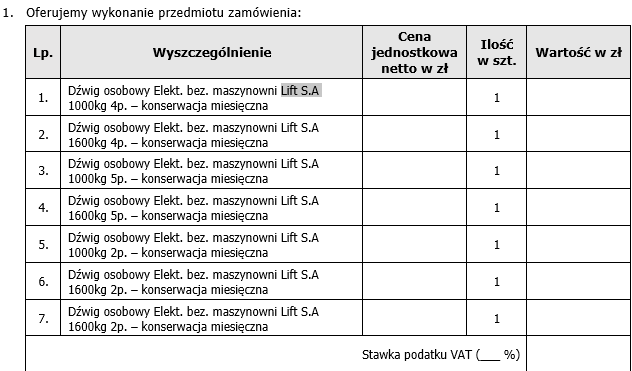 1. Oferujemy wykonanie przedmiotu zamówienia:
Lp. Wyszczególnienie Cena jednostkowa netto w zł Ilość w szt. Wartość w zł
1. Dźwig osobowy Elekt. bez. maszynowni Lift S.A
1000kg 4p. – konserwacja miesięczna 1
2. Dźwig osobowy Elekt. bez. maszynowni Lift S.A
1600kg 4p. – konserwacja miesięczna 1
3. Dźwig osobowy Elekt. bez. maszynowni Lift S.A
1000kg 5p. – konserwacja miesięczna 1
4. Dźwig osobowy Elekt. bez. maszynowni Lift S.A
1600kg 5p. – konserwacja miesięczna 1
5. Dźwig osobowy Elekt. bez. maszynowni Lift S.A
1000kg 2p. – konserwacja miesięczna 1
6. Dźwig osobowy Elekt. bez. maszynowni Lift S.A
1600kg 2p. – konserwacja miesięczna 1
7. Dźwig osobowy Elekt. bez. maszynowni Lift S.A
1600kg 2p. – konserwacja miesięczna 1
Stawka podatku VAT (___ %)